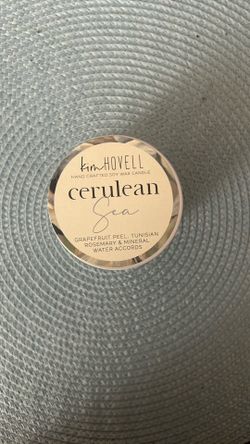 kim HOVELL
HAND CRAFTED SOY WAX CANDLE
cerulean
Sea
GRAPEFRUIT PEEL, TUNISIAN
ROSEMARY & MINERAL
WATER ACCORDS